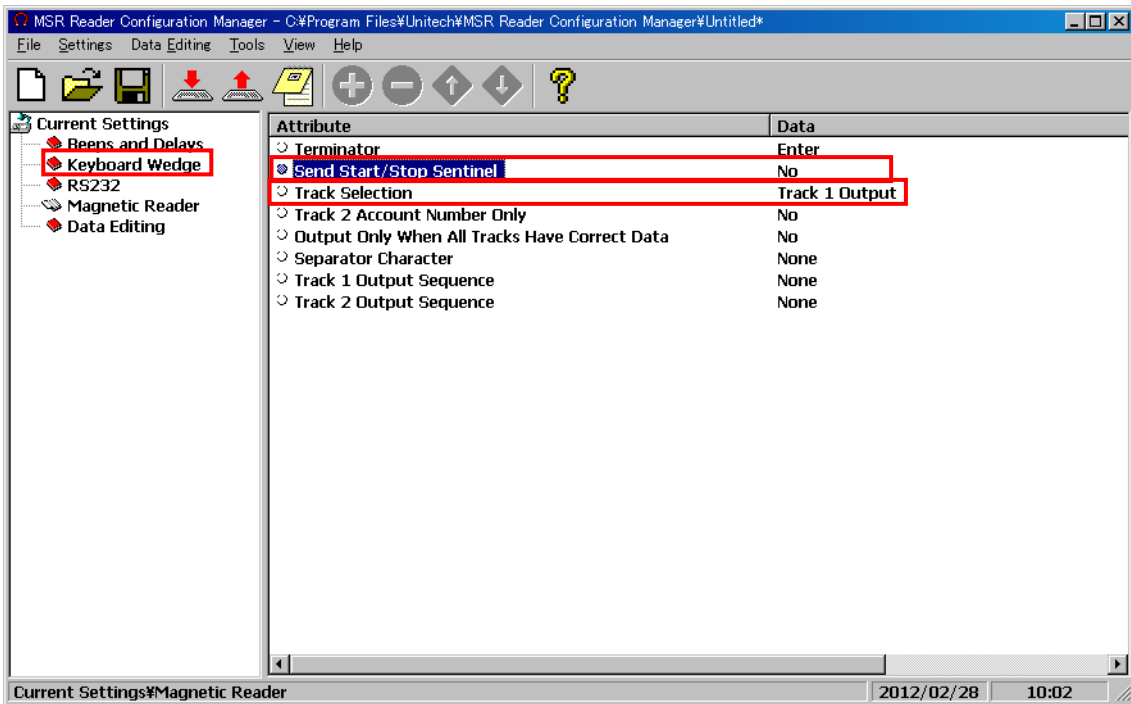 MSR Reader Configuration Manager - C:¥Program Files¥Unitech¥MSR Reader Configuration Manager¥Untitled*
File Settings Data Editing Tools View Help
Current Settings
Beeps and Delays
Keyboard Wedge
RS232
Magnetic Reader
Data Editing
Attribute Data
Terminator Enter
Send Start/Stop Sentinel No
Track Selection Track 1 Output
Track 2 Account Number Only No
Output Only When All Tracks Have Correct Data No
Separator Character None
Track 1 Output Sequence None
Track 2 Output Sequence None
Current Settings¥Magnetic Reader 2012/02/28 10:02